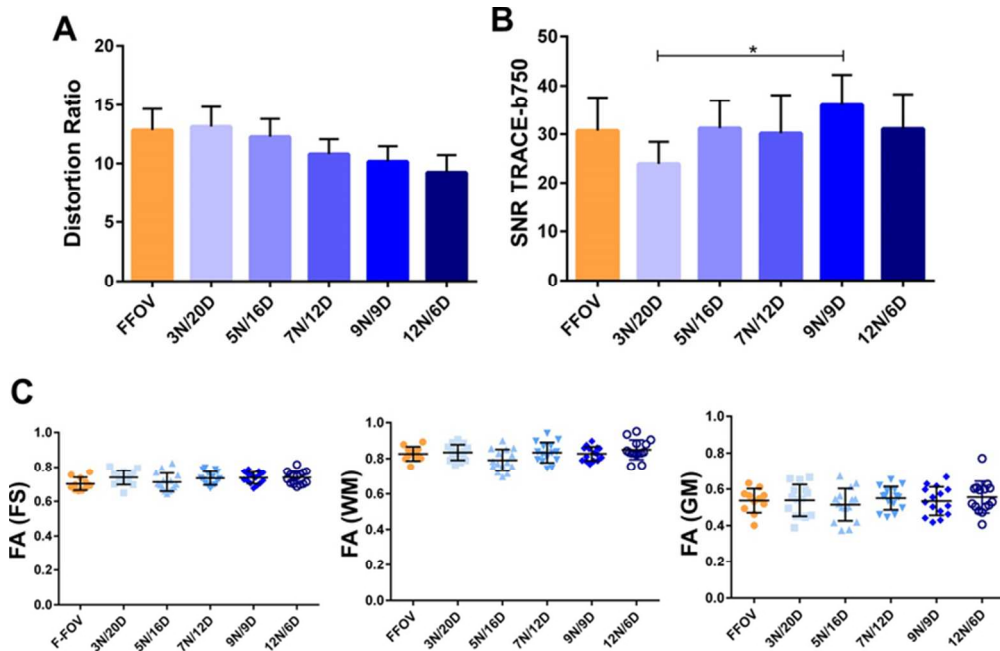 A
Distortion Ratio
20
15
10
5
0
FFOV 3N/20D 5N/16D 7N/12D 9N/9D 12N/6D
B
SNR TRACE-b750
50
40
30
20
10
0
*
FFOV 3N/20D 5N/16D 7N/12D 9N/9D 12N/6D
C
FA (FS)
1.0
0.8
0.6
0.4
0.2
0.0
F-FOV 3N/20D 5N/16D 7N/12D 9N/9D 12N/6D
FA (WM)
1.0
0.8
0.6
0.4
0.2
0.0
FFOV 3N/20D 5N/16D 7N/12D 9N/9D 12N/6D
FA (GM)
1.0
0.8
0.6
0.4
0.2
0.0
FFOV 3N/20D 5N/16D 7N/12D 9N/9D 12N/6D